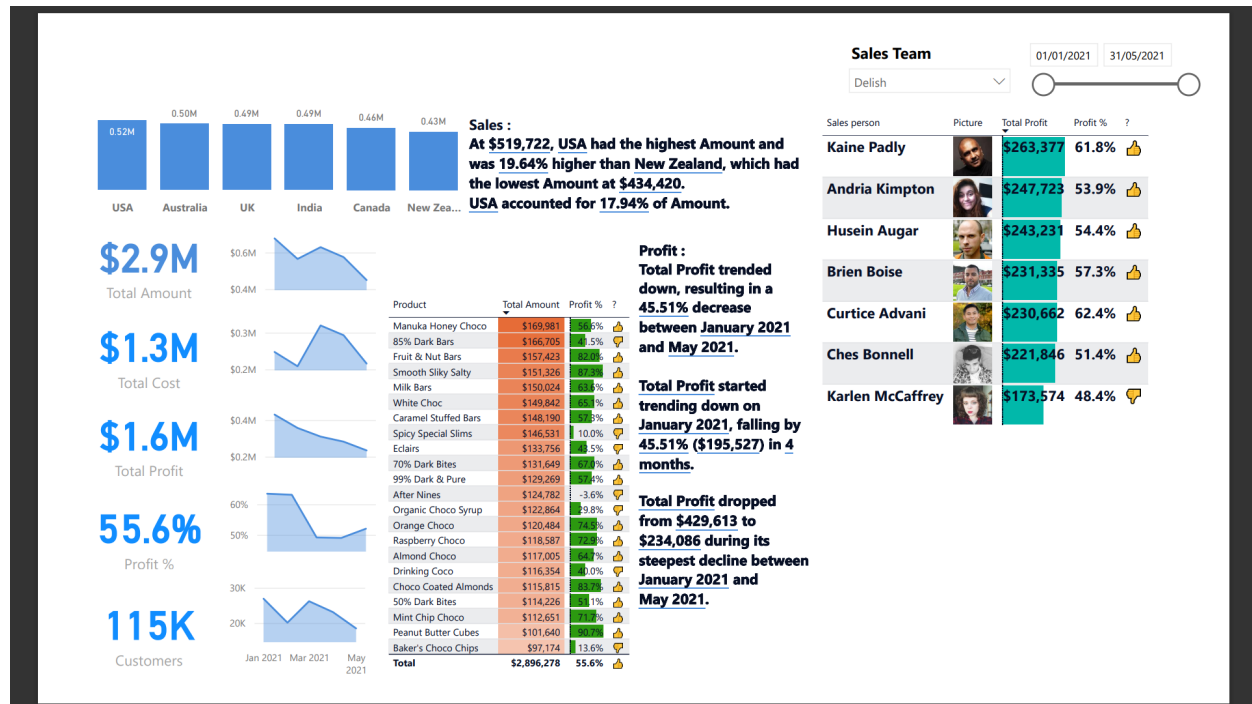 Sales Team
01/01/2021 31/05/2021
Delish
0.52M 0.50M 0.49M 0.49M 0.46M 0.43M
USA Australia UK India Canada New Zea...
Sales :
At $519,722, USA had the highest Amount and
was 19.64% higher than New Zealand, which had
the lowest Amount at $434,420.
USA accounted for 17.94% of Amount.
Sales person Picture Total Profit Profit % ?
Kaine Padly $263,377 61.8% 👍
Andria Kimpton $247,723 53.9% 👍
Husein Augar $243,231 54.4% 👍
Brien Boise $231,335 57.3% 👍
Curtice Advani $230,662 62.4% 👍
Ches Bonnell $221,846 51.4% 👍
Karlen McCaffrey $173,574 48.4% 👎
$2.9M
Total Amount
$0.6M
$0.4M
$1.3M
Total Cost
$0.3M
$0.2M
$1.6M
Total Profit
$0.4M
$0.2M
55.6%
Profit %
60%
50%
115K
Customers
30K
20K
Jan 2021 Mar 2021 May
2021
Product Total Amount Profit % ?
Manuka Honey Choco $169,981 56.6% 👍
85% Dark Bars $166,705 41.5% 👎
Fruit & Nut Bars $157,423 82.0% 👍
Smooth Sliky Salty $151,326 87.3% 👍
Milk Bars $150,024 63.6% 👍
White Choc $149,842 65.1% 👍
Caramel Stuffed Bars $148,190 57.3% 👍
Spicy Special Slims $146,531 10.0% 👎
Eclairs $133,756 43.5% 👎
70% Dark Bites $131,649 67.0% 👍
99% Dark & Pure $129,269 57.4% 👍
After Nines $124,782 -3.6% 👎
Organic Choco Syrup $122,864 29.8% 👎
Orange Choco $120,484 74.5% 👍
Raspberry Choco $118,587 72.9% 👍
Almond Choco $117,005 64.7% 👍
Drinking Coco $116,354 40.0% 👎
Choco Coated Almonds $115,815 83.7% 👍
50% Dark Bites $114,226 51.1% 👍
Mint Chip Choco $112,651 71.7% 👍
Peanut Butter Cubes $101,640 90.7% 👍
Baker's Choco Chips $97,174 13.6% 👎
Total $2,896,278 55.6% 👍
Profit :
Total Profit trended
down, resulting in a
45.51% decrease
between January 2021
and May 2021.
Total Profit started
trending down on
January 2021, falling by
45.51% ($195,527) in 4
months.
Total Profit dropped
from $429,613 to
$234,086 during its
steepest decline between
January 2021 and
May 2021.